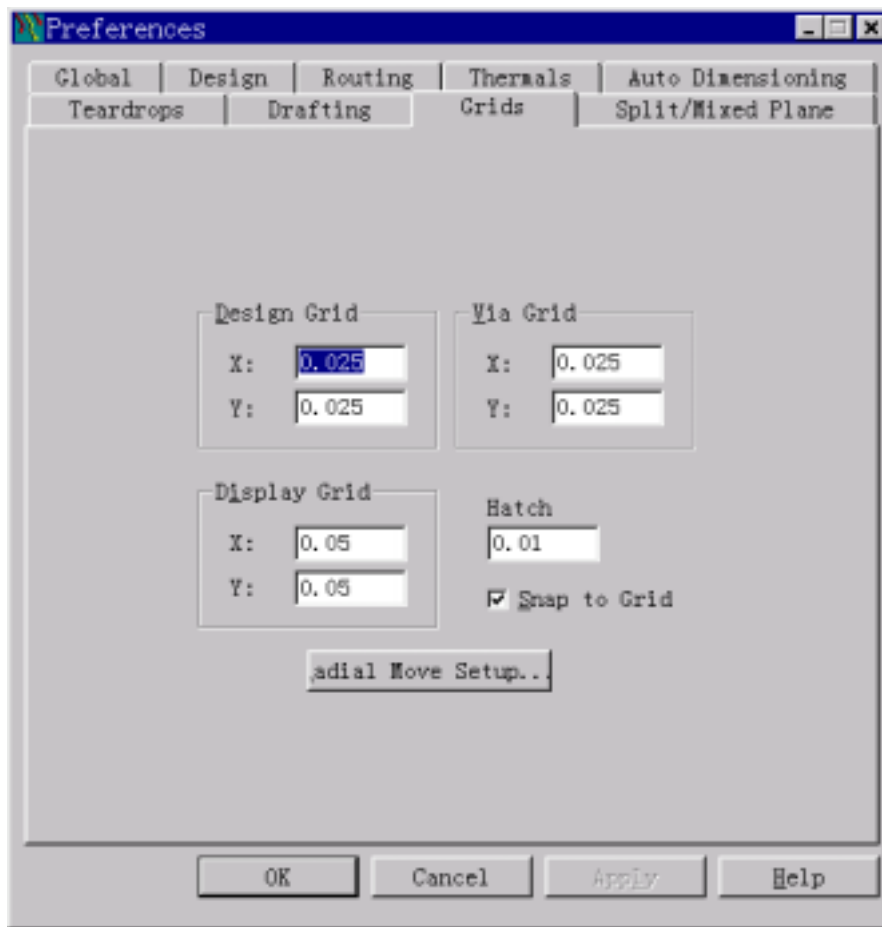 Preferences
Global Design Routing Thermals Auto Dimensioning
Teardrops Drafting Grids Split/Mixed Plane
Design Grid Via Grid
X: 0.025 X: 0.025
Y: 0.025 Y: 0.025
Display Grid Hatch
X: 0.05 0.01
Y: 0.05 Snap to Grid
adial Move Setup...
OK Cancel Apply Help